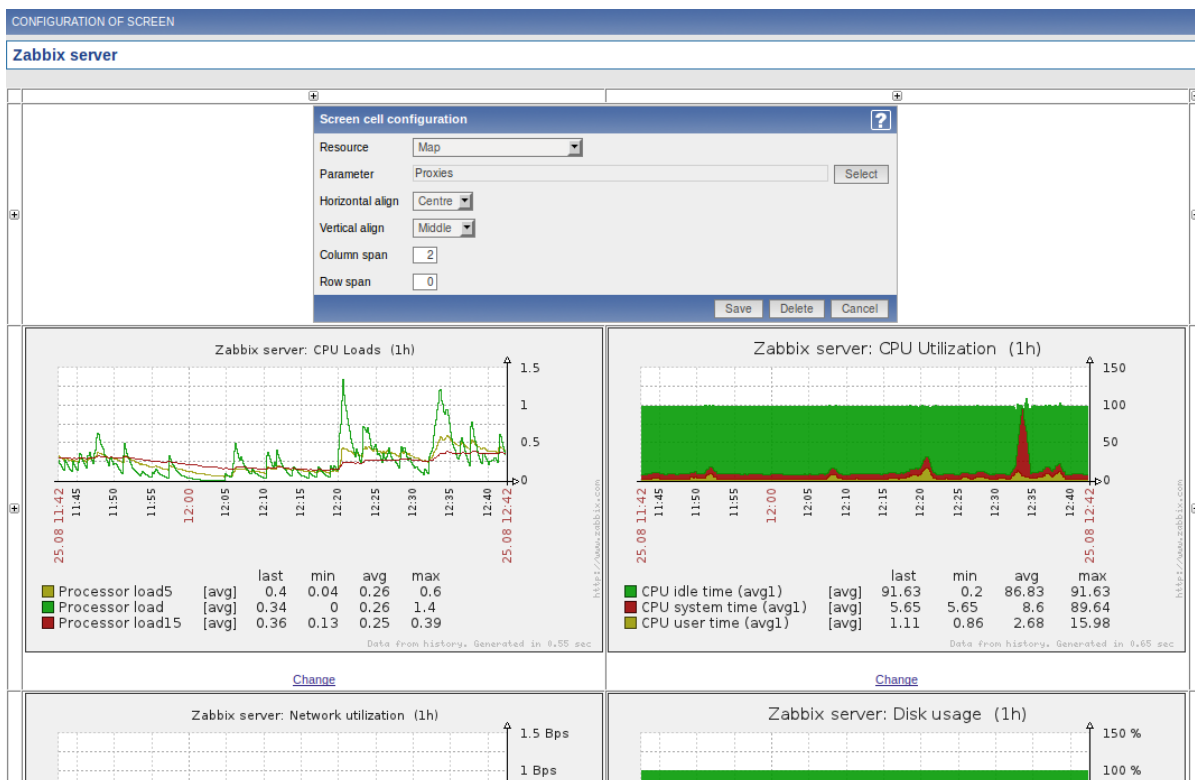 CONFIGURATION OF SCREEN
Zabbix server
Screen cell configuration ?
Resource Map
Parameter Proxies Select
Horizontal align Centre
Vertical align Middle
Column span 2
Row span 0
Save Delete Cancel
Zabbix server: CPU Loads (1h)
1.5
1
0.5
0
25.08 11:42 11:45 11:50 11:55 12:00 12:05 12:10 12:15 12:20 12:25 12:30 12:35 12:40 25.08 12:42
http://www.zabbix.com
last min avg max
Processor load5 [avg] 0.4 0.04 0.26 0.6
Processor load [avg] 0.34 0 0.26 1.4
Processor load15 [avg] 0.36 0.13 0.25 0.39
Data from history. Generated in 0.55 sec
Change
Zabbix server: CPU Utilization (1h)
150
100
50
0
25.08 11:42 11:45 11:50 11:55 12:00 12:05 12:10 12:15 12:20 12:25 12:30 12:35 12:40 25.08 12:42
http://www.zabbix.com
last min avg max
CPU idle time (avg1) [avg] 91.63 0.2 86.83 91.63
CPU system time (avg1) [avg] 5.65 5.65 8.6 89.64
CPU user time (avg1) [avg] 1.11 0.86 2.68 15.98
Data from history. Generated in 0.65 sec
Change
Zabbix server: Network utilization (1h)
1.5 Bps
1 Bps
Zabbix server: Disk usage (1h)
150 %
100 %